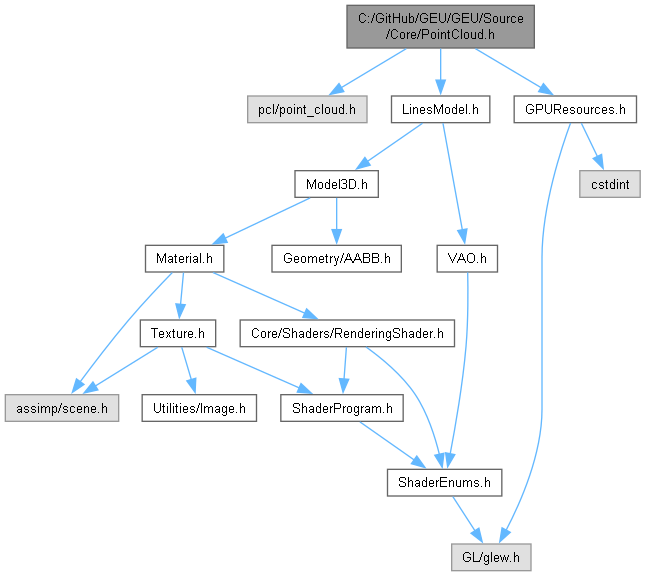 C:/GitHub/GEU/GEU/Source
/Core/PointCloud.h
pcl/point_cloud.h
LinesModel.h
GPUResources.h
Model3D.h
cstdint
Material.h
Geometry/AABB.h
VAO.h
Texture.h
Core/Shaders/RenderingShader.h
assimp/scene.h
Utilities/Image.h
ShaderProgram.h
ShaderEnums.h
GL/glew.h